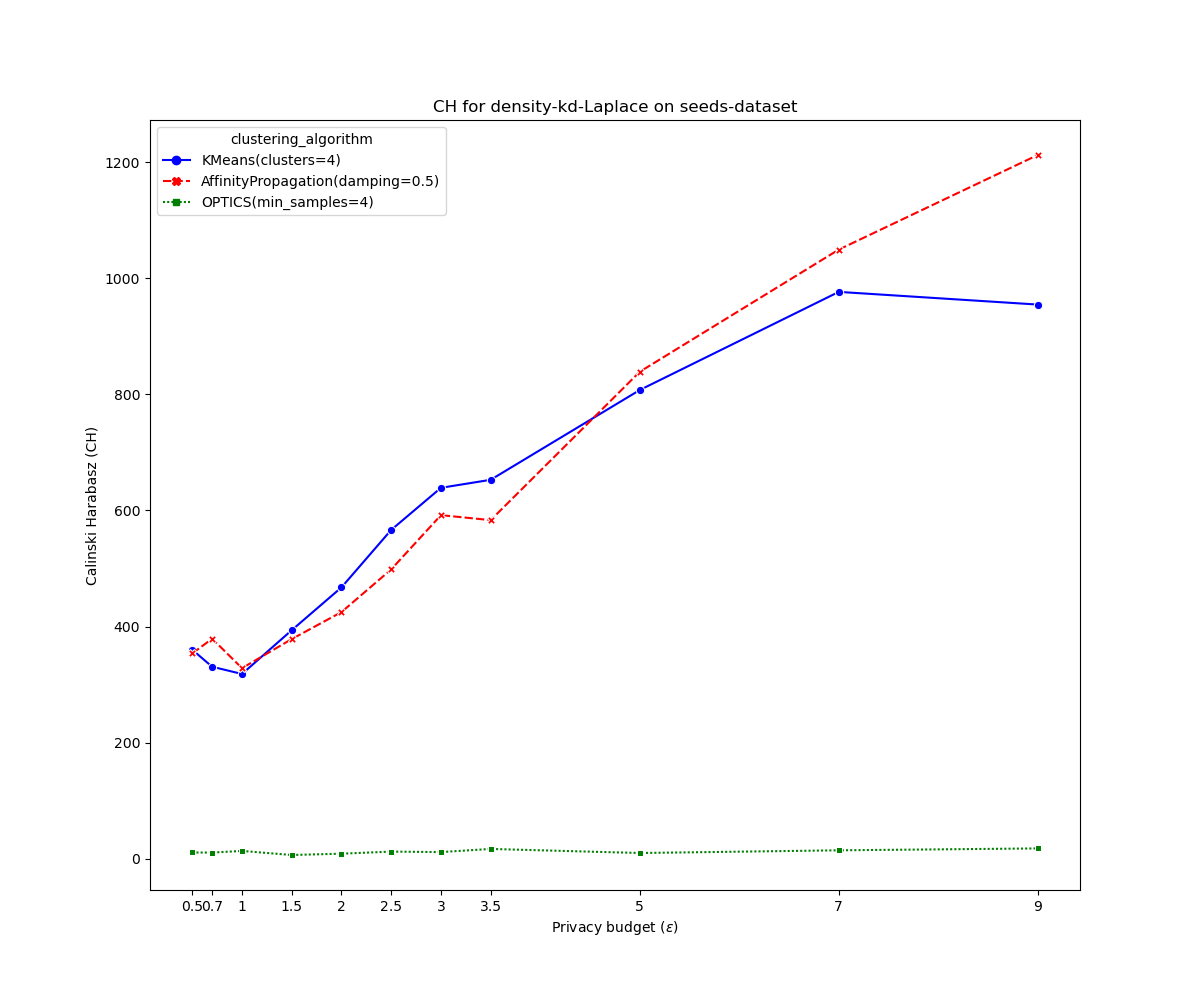 CH for density-kd-Laplace on seeds-dataset
clustering_algorithm
KMeans(clusters=4)
AffinityPropagation(damping=0.5)
OPTICS(min_samples=4)
Calinski Harabasz (CH)
1200
1000
800
600
400
200
0
0.5 0.7 1 1.5 2 2.5 3 3.5 5 7 9
Privacy budget (ε)